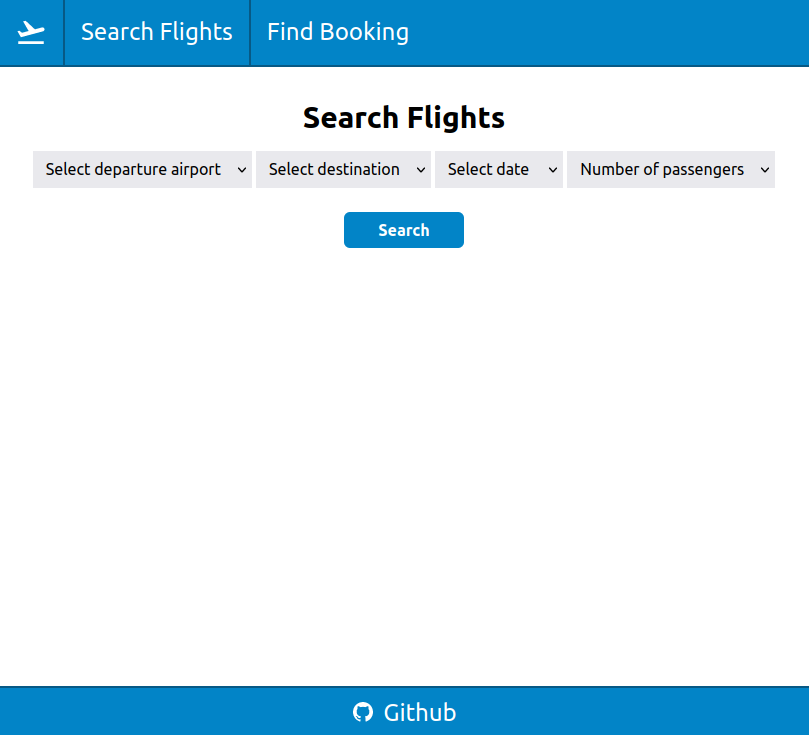 Search Flights Find Booking
Search Flights
Select departure airport Select destination Select date Number of passengers
Search
Github